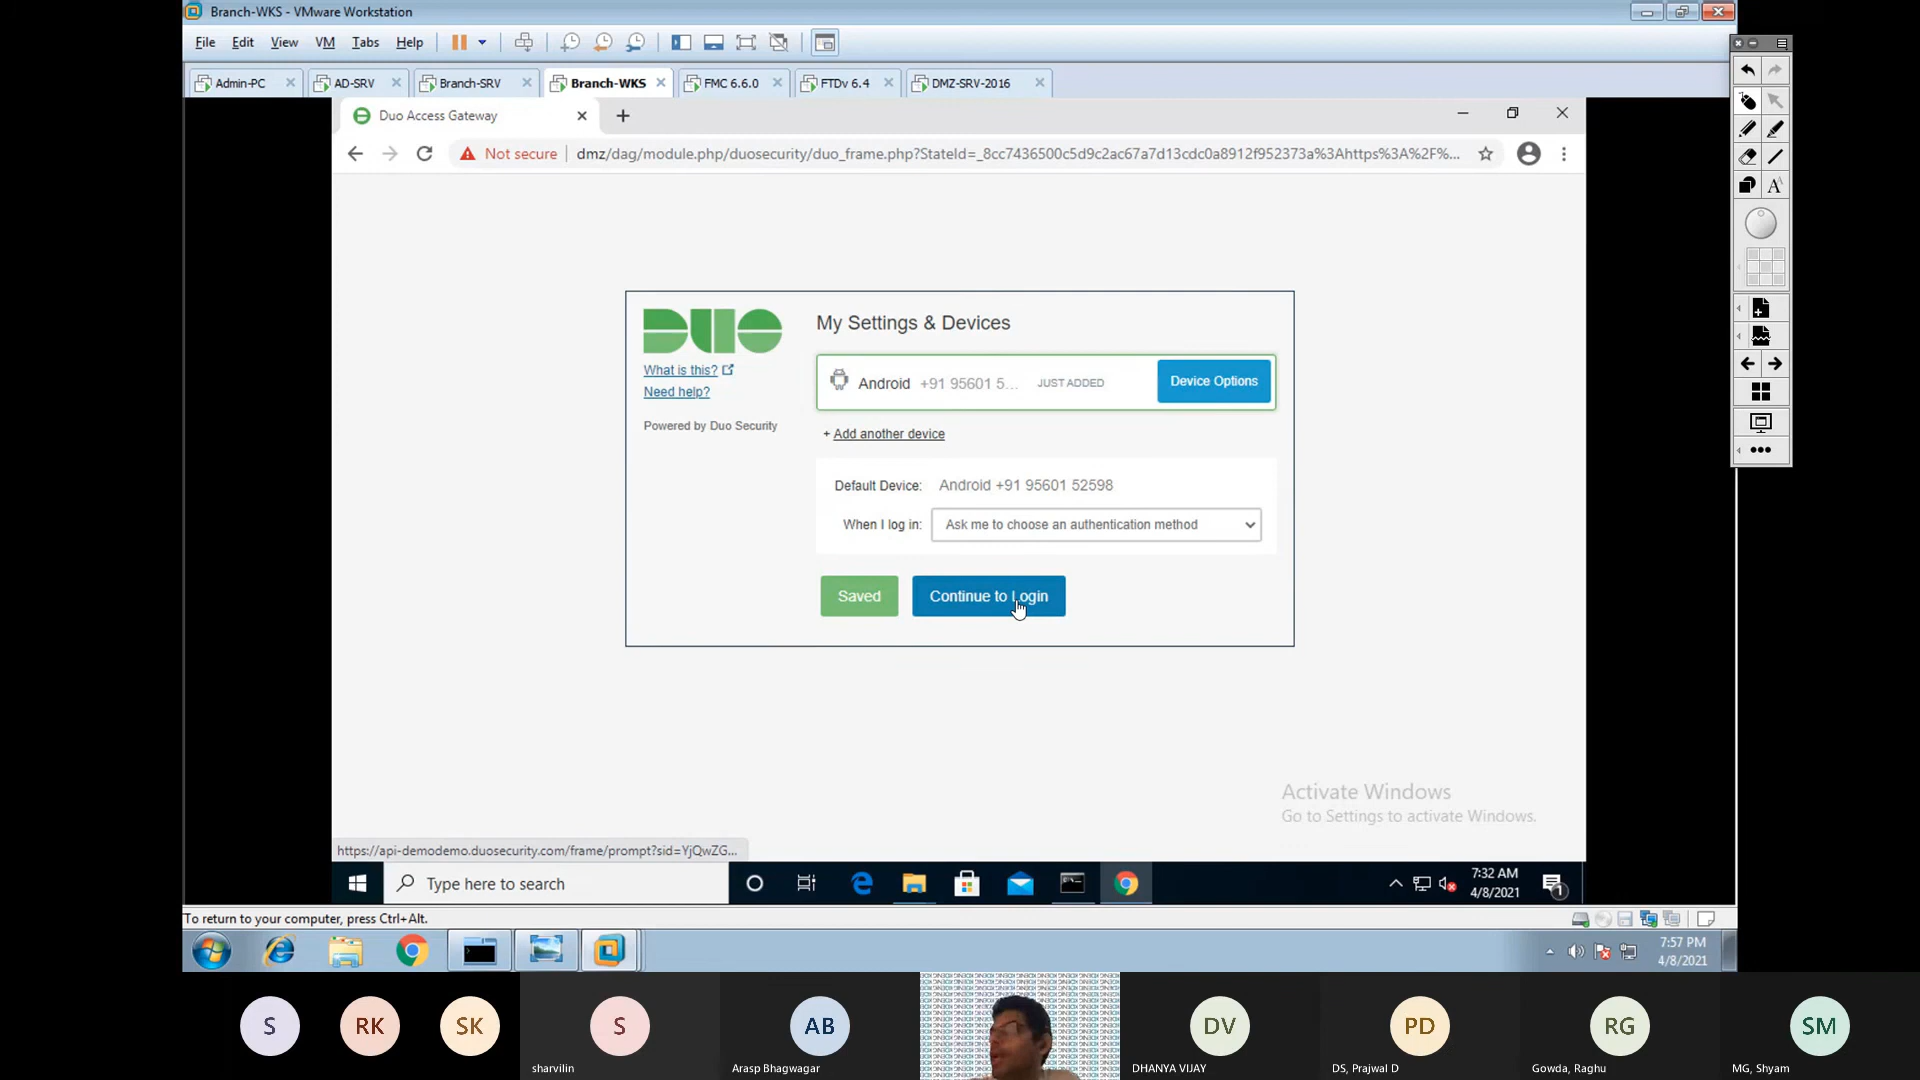 Branch-WKS - VMware Workstation
File Edit View VM Tabs Help
Admin-PC AD-SRV Branch-SRV Branch-WKS FMC 6.6.0 FTDv 6.4 DMZ-SRV-2016
Duo Access Gateway
Not secure dmz/dag/module.php/duosecurity/duo_frame.php?StateId=_8cc7436500c5d9c2ac67a7d13cdc0a8912f952373a%3Ahttps%3A%2F%...
DUO
What is this?
Need help?
Powered by Duo Security
My Settings & Devices
Android +91 95601 5... JUST ADDED Device Options
+ Add another device
Default Device: Android +91 95601 52598
When I log in: Ask me to choose an authentication method
Saved Continue to Login
Activate Windows
Go to Settings to activate Windows.
https://api-demodemo.duosecurity.com/frame/prompt?sid=YjQwZG...
Type here to search
7:32 AM
4/8/2021
1
To return to your computer, press Ctrl+Alt.
7:57 PM
4/8/2021
S RK SK S AB DV PD RG SM
sharvilin Arasp Bhagwagar DHANYA VIJAY DS, Prajwal D Gowda, Raghu MG, Shyam